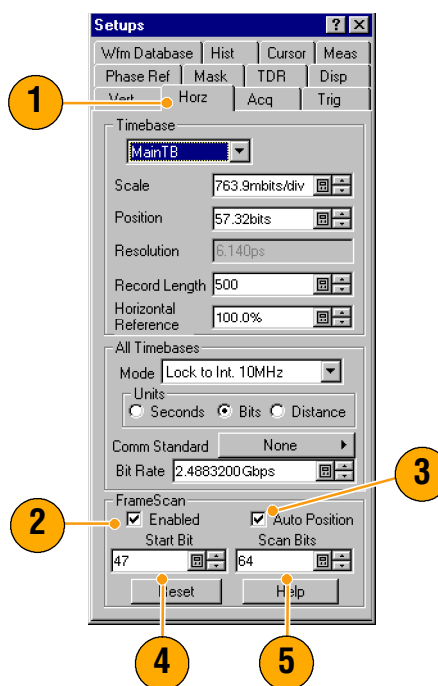 Setups
Wfm Database Hist Cursor Meas
Phase Ref Mask TDR Disp
1
Vert Horz Acq Trig
Timebase
MainTB
Scale 763.9mbits/div
Position 57.32bits
Resolution 6.140ps
Record Length 500
Horizontal
Reference 100.0%
All Timebases
Mode Lock to Int. 10MHz
Units
Seconds Bits Distance
Comm Standard None
Bit Rate 2.4883200Gbps
3
FrameScan
2
Enabled Auto Position
Start Bit Scan Bits
47 64
Reset Help
4 5